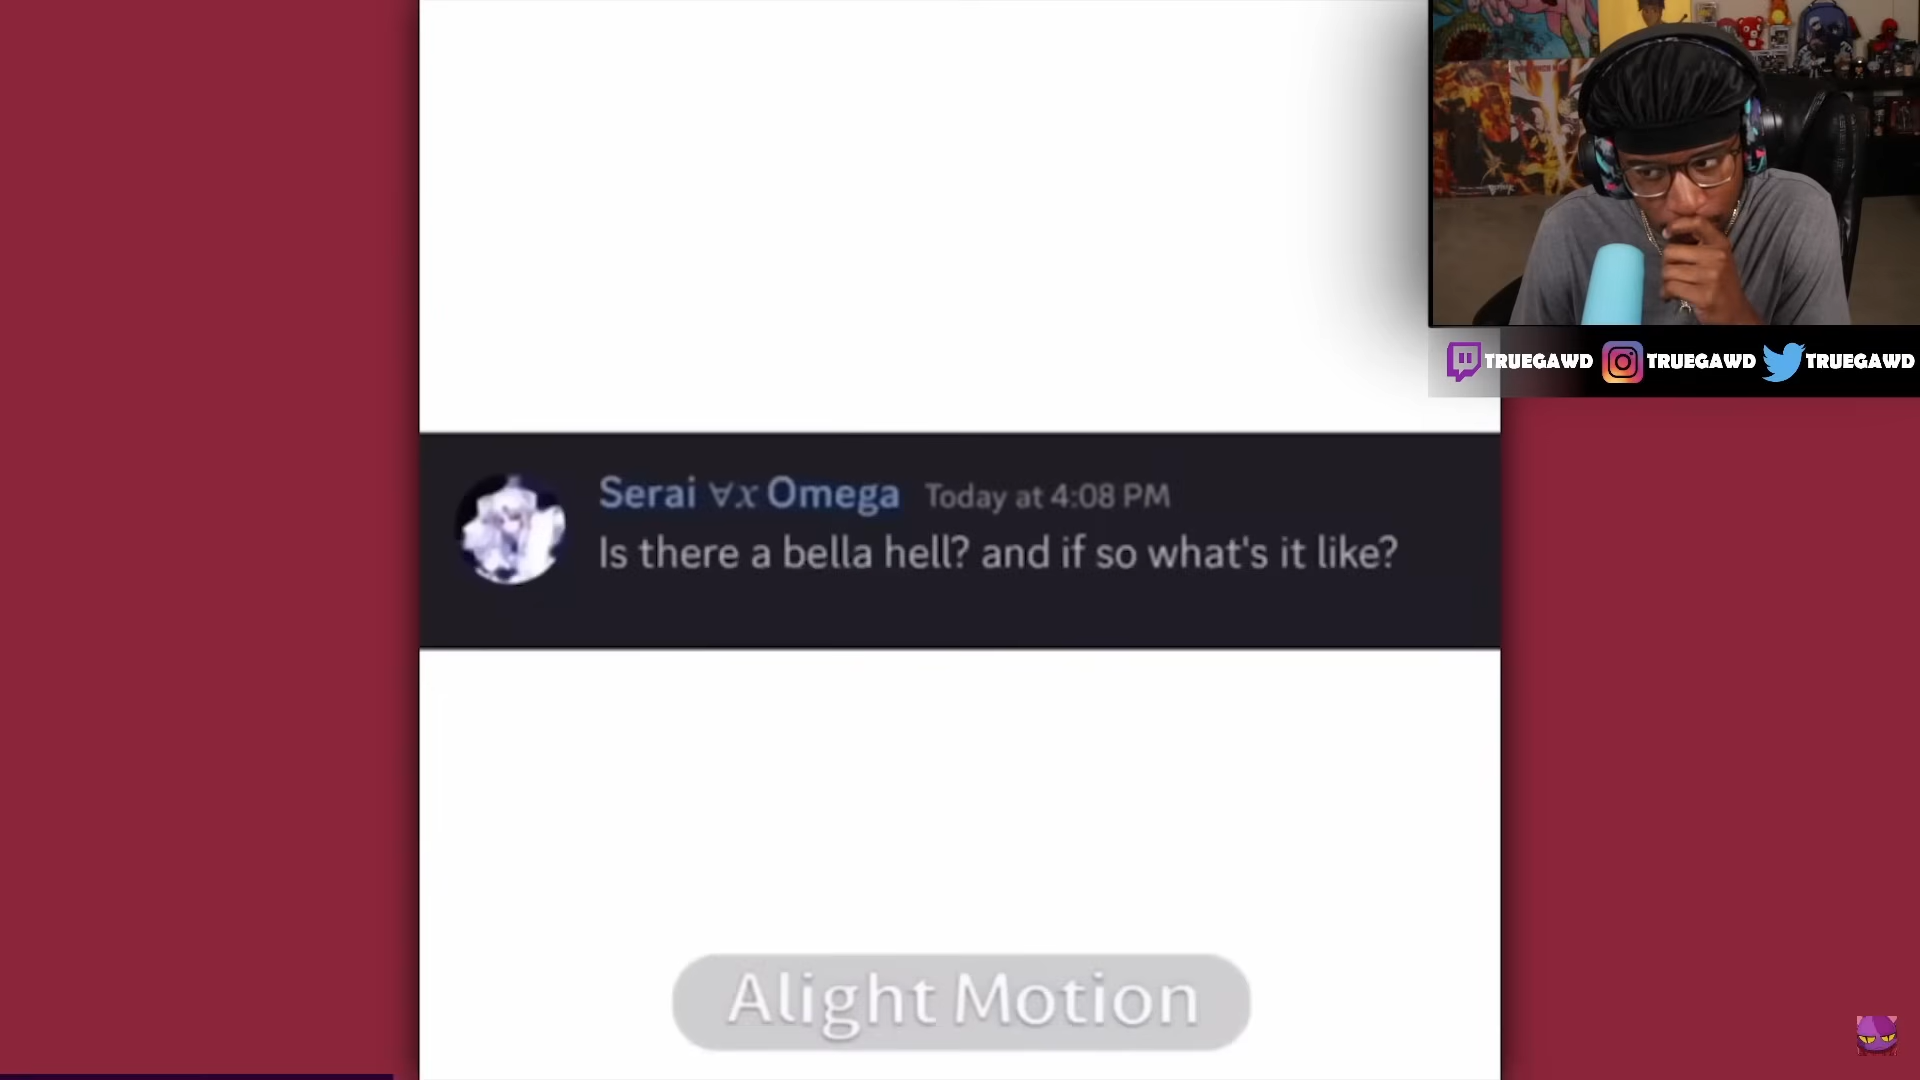 TRUEGAWD TRUEGAWD TRUEGAWD
Serai ∀x Omega Today at 4:08 PM
Is there a bella hell? and if so what's it like?
Alight Motion